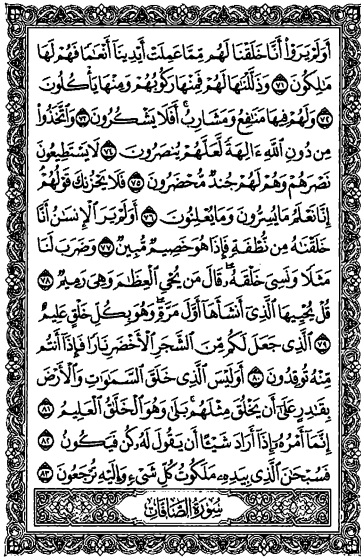 أَوَلَمْ يَرَوْا۟ أَنَّا خَلَقْنَا لَهُم مِّمَّا عَمِلَتْ أَيْدِينَآ أَنْعَٰمًا فَهُمْ لَهَا
مَٰلِكُونَ ٧١ وَذَلَّلْنَٰهَا لَهُمْ فَمِنْهَا رَكُوبُهُمْ وَمِنْهَا يَأْكُلُونَ
٧٢ وَلَهُمْ فِيهَا مَنَٰفِعُ وَمَشَارِبُ ۖ أَفَلَا يَشْكُرُونَ ٧٣ وَٱتَّخَذُوا۟
مِن دُونِ ٱللَّهِ ءَالِهَةً لَّعَلَّهُمْ يُنصَرُونَ ٧٤ لَا يَسْتَطِيعُونَ
نَصْرَهُمْ وَهُمْ لَهُمْ جُندٌ مُّحْضَرُونَ ٧٥ فَلَا يَحْزُنكَ قَوْلُهُمْ ۘ
إِنَّا نَعْلَمُ مَا يُسِرُّونَ وَمَا يُعْلِنُونَ ٧٦ أَوَلَمْ يَرَ ٱلْإِنسَٰنُ أَنَّا
خَلَقْنَٰهُ مِن نُّطْفَةٍ فَإِذَا هُوَ خَصِيمٌ مُّبِينٌ ٧٧ وَضَرَبَ لَنَا
مَثَلًا وَنَسِىَ خَلْقَهُۥ ۖ قَالَ مَن يُحْىِ ٱلْعِظَٰمَ وَهِىَ رَمِيمٌ ٧٨
قُلْ يُحْيِيهَا ٱلَّذِىٓ أَنشَأَهَآ أَوَّلَ مَرَّةٍ ۖ وَهُوَ بِكُلِّ خَلْقٍ عَلِيمٌ
٧٩ ٱلَّذِى جَعَلَ لَكُم مِّنَ ٱلشَّجَرِ ٱلْأَخْضَرِ نَارًا فَإِذَآ أَنتُم
مِّنْهُ تُوقِدُونَ ٨٠ أَوَلَيْسَ ٱلَّذِى خَلَقَ ٱلسَّمَٰوَٰتِ وَٱلْأَرْضَ
بِقَٰدِرٍ عَلَىٰٓ أَن يَخْلُقَ مِثْلَهُم ۚ بَلَىٰ وَهُوَ ٱلْخَلَّٰقُ ٱلْعَلِيمُ ٨١
إِنَّمَآ أَمْرُهُۥٓ إِذَآ أَرَادَ شَيْـًٔا أَن يَقُولَ لَهُۥ كُن فَيَكُونُ ٨٢
فَسُبْحَٰنَ ٱلَّذِى بِيَدِهِۦ مَلَكُوتُ كُلِّ شَىْءٍ وَإِلَيْهِ تُرْجَعُونَ ٨٣
سُورَةُ الصَّافَّاتِ